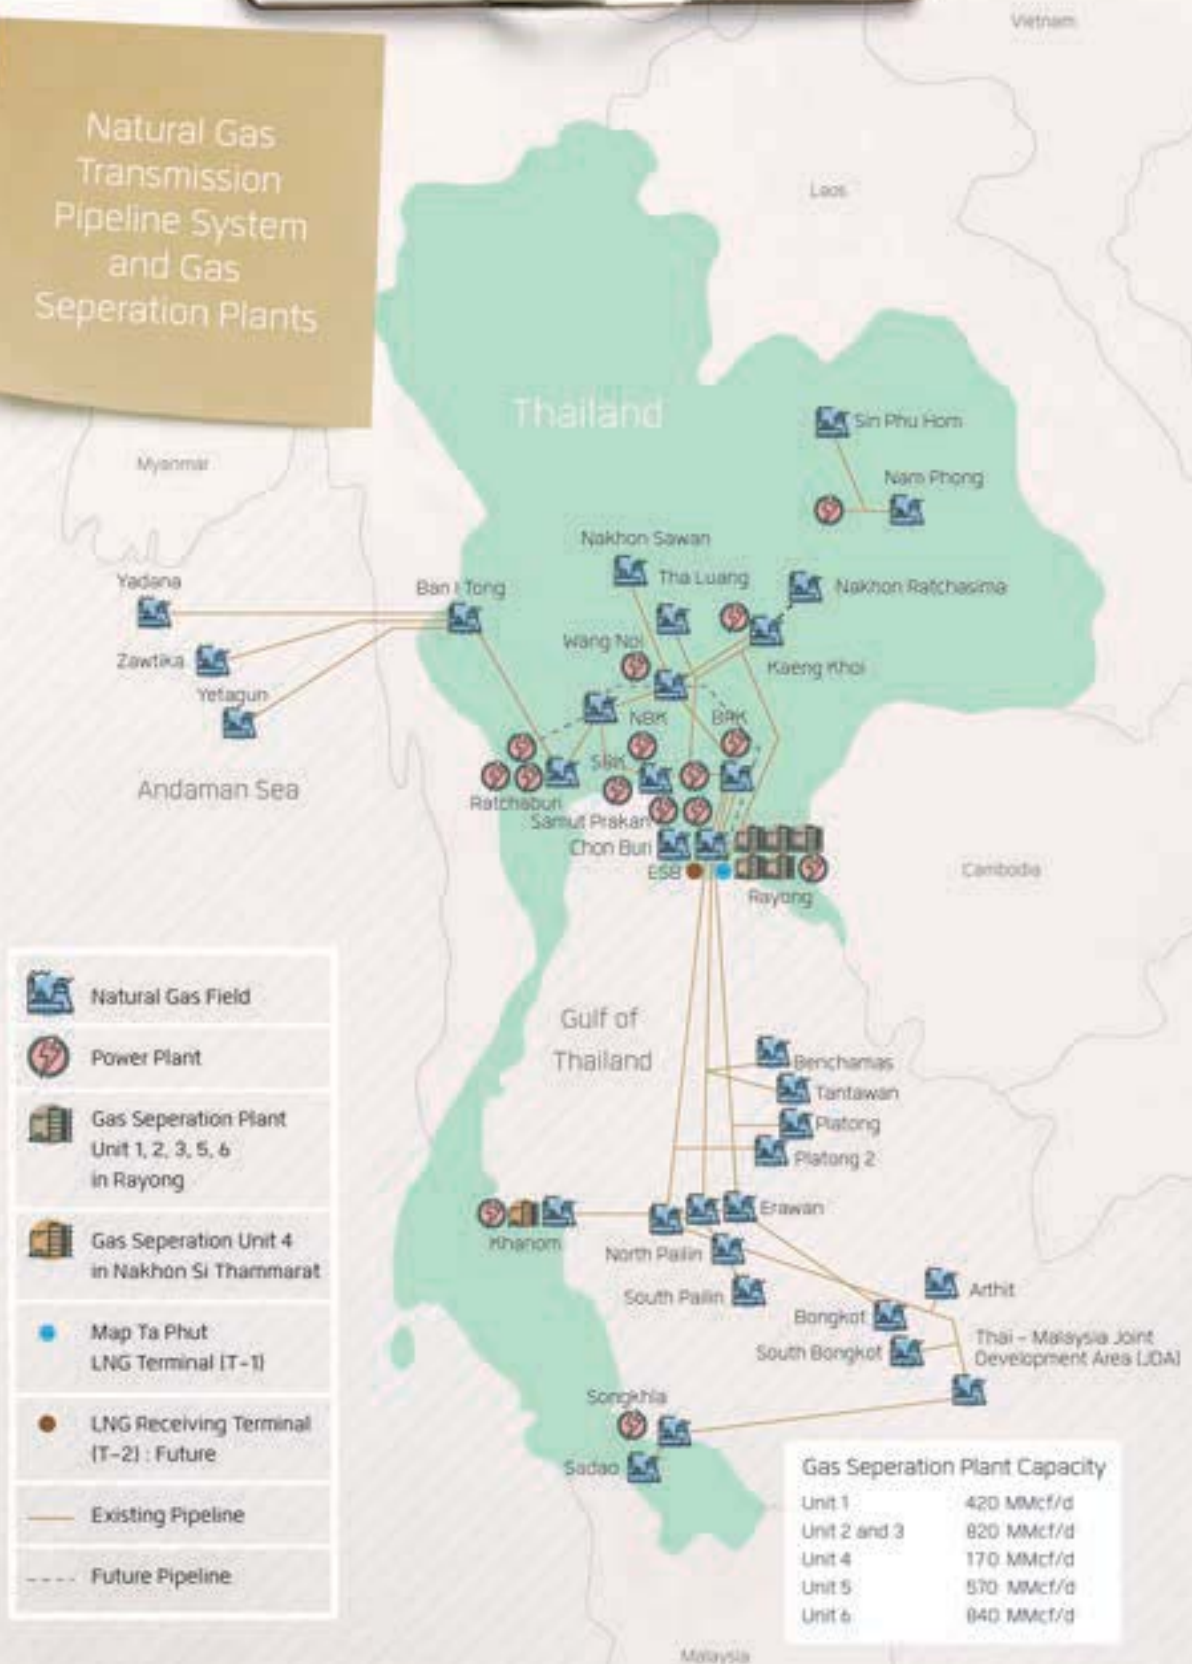 Natural Gas
Transmission
Pipeline System
and Gas
Seperation Plants
Vietnam
Laos
Thailand
Myanmar
Sin Phu Hom
Nam Phong
Nakhon Sawan
Tha Luang
Nakhon Ratchasima
Yadana
Ban I Tong
Wang Noi
Kaeng Khoi
Zawtika
Yetagun
NBK
BPK
Andaman Sea
SBK
Ratchaburi
Samut Prakan
Chon Buri
ESB
Rayong
Cambodia
Natural Gas Field
Power Plant
Gas Seperation Plant
Unit 1, 2, 3, 5, 6
in Rayong
Gas Seperation Unit 4
in Nakhon Si Thammarat
Map Ta Phut
LNG Terminal (T-1)
LNG Receiving Terminal
(T-2) : Future
Existing Pipeline
Future Pipeline
Gulf of
Thailand
Benchamas
Tantawan
Platong
Platong 2
Erawan
Khanom
North Pailin
South Pailin
Arthit
Bongkot
South Bongkot
Thai - Malaysia Joint
Development Area (JDA)
Songkhla
Sadao
Gas Seperation Plant Capacity
Unit 1 420 MMcf/d
Unit 2 and 3 820 MMcf/d
Unit 4 170 MMcf/d
Unit 5 570 MMcf/d
Unit 6 840 MMcf/d
Malaysia